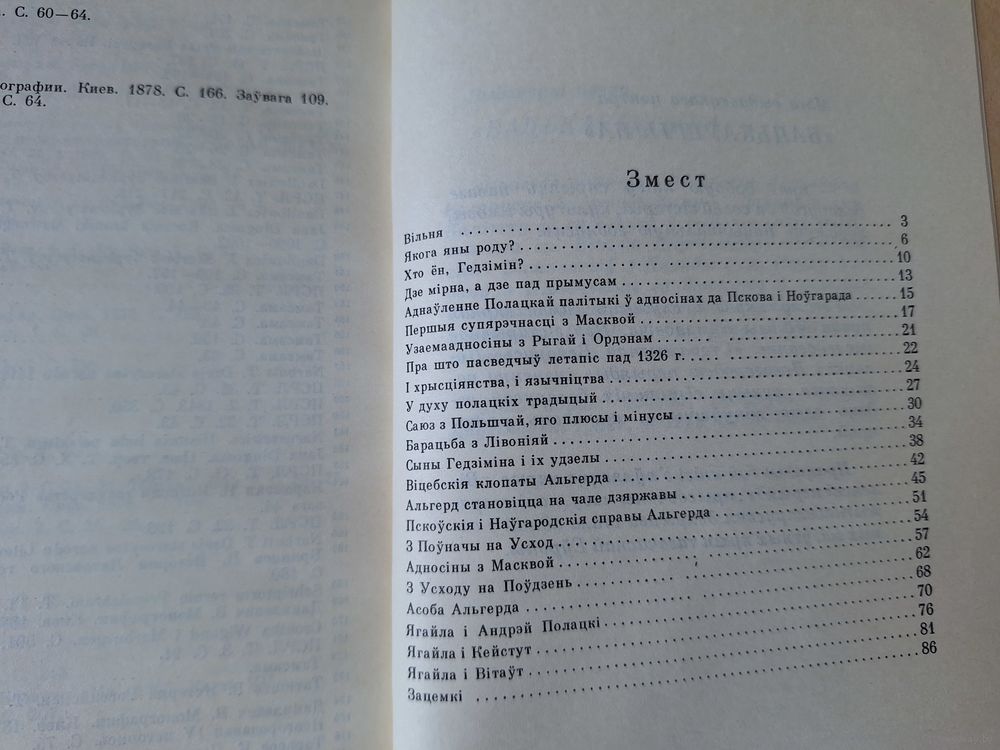 . С. 60—64.
ографии. Киев. 1878. С. 166. Заўвага 109.
С. 64.
Змест
Вільня . . . . . 3
Якога яны роду? . . . . . 6
Хто ён, Гедзімін? . . . . . 10
Дзе мірна, а дзе пад прымусам . . . . . 13
Аднаўленне Полацкай палітыкі ў адносінах да Пскова і Ноўгарада . . . . . 15
Першыя супярэчнасці з Масквой . . . . . 17
Узаемаадносіны з Рыгай і Ордэнам . . . . . 21
Пра што пасведчыў летапіс пад 1326 г. . . . . . 22
І хрысціянства, і язычніцтва . . . . . 24
У духу полацкіх традыцый . . . . . 27
Саюз з Польшчай, яго плюсы і мінусы . . . . . 30
Барацьба з Лівоніяй . . . . . 34
Сыны Гедзіміна і іх удзелы . . . . . 38
Віцебскія клопаты Альгерда . . . . . 42
Альгерд становіцца на чале дзяржавы . . . . . 45
Пскоўскія і Наўгародскія справы Альгерда . . . . . 51
З Поўначы на Усход . . . . . 54
Адносіны з Масквой . . . . . 57
З Усходу на Поўдзень . . . . . 62
Асоба Альгерда . . . . . 68
Ягайла і Андрэй Полацкі . . . . . 70
Ягайла і Кейстут . . . . . 76
Ягайла і Вітаўт . . . . . 81
Зацемкі . . . . . 86